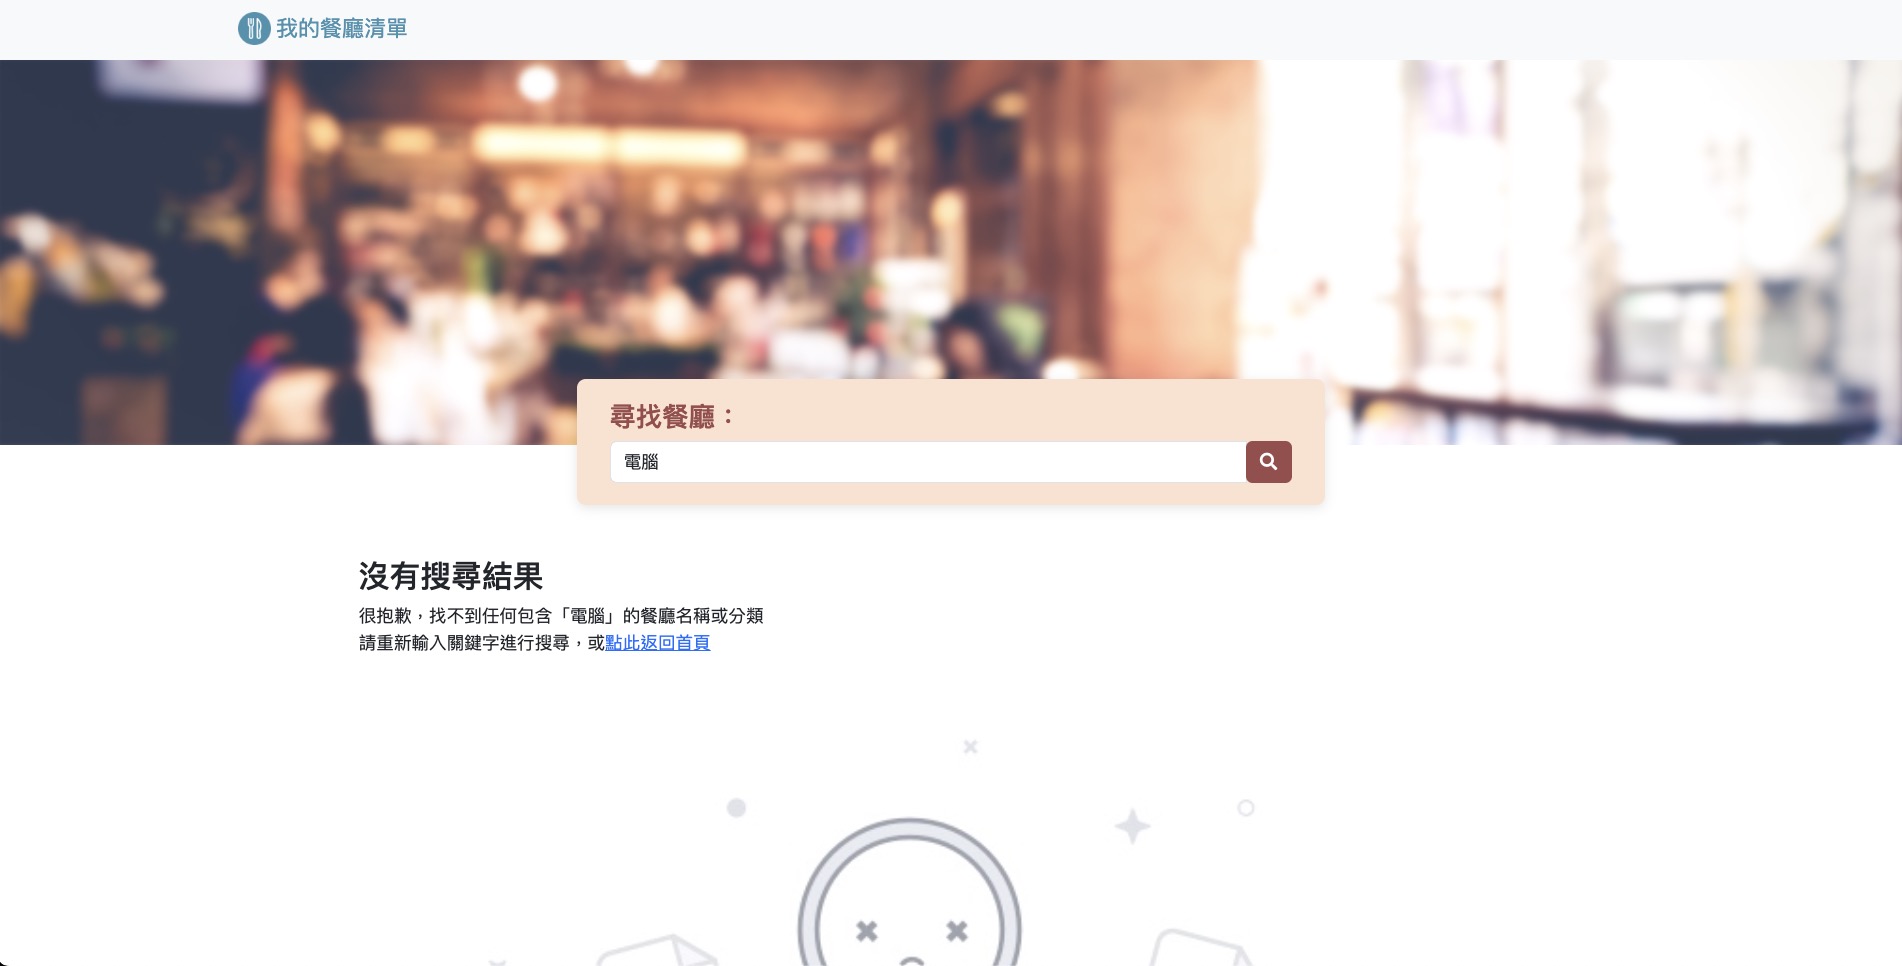 我的餐廳清單
尋找餐廳：
電腦
沒有搜尋結果
很抱歉，找不到任何包含「電腦」的餐廳名稱或分類
請重新輸入關鍵字進行搜尋，或點此返回首頁